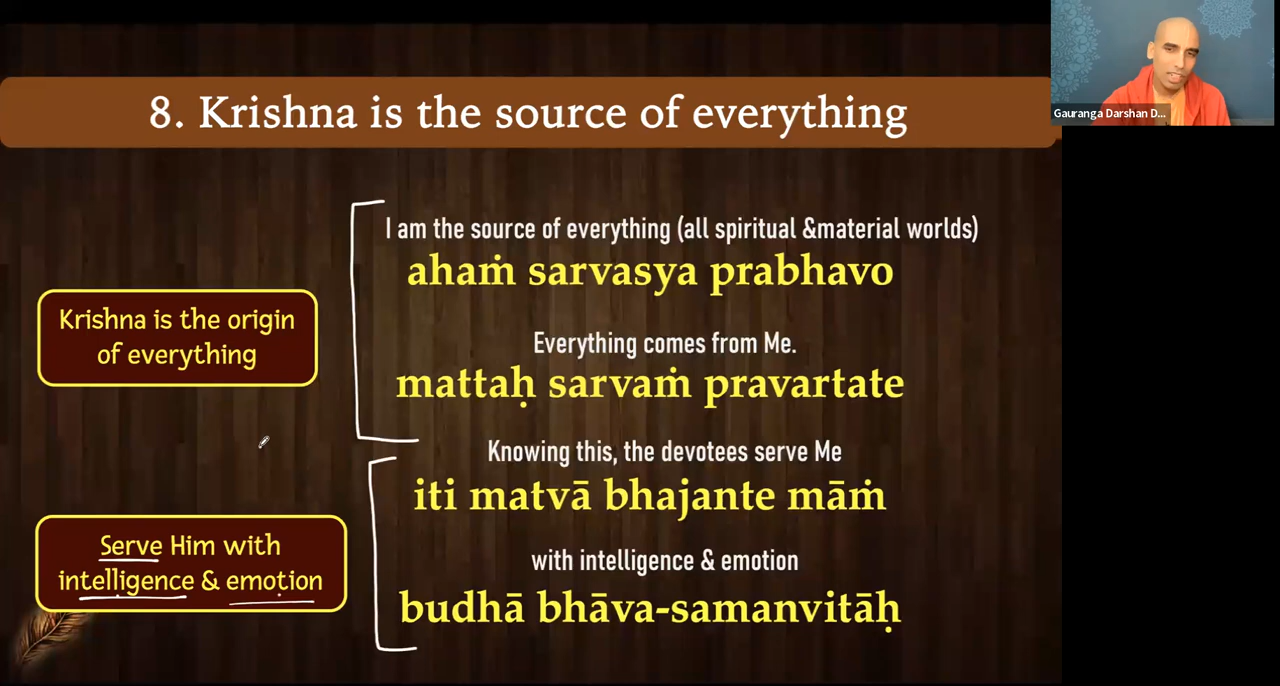 8. Krishna is the source of everything
Gauranga Darshan D...
I am the source of everything (all spiritual &material worlds)
ahaṁ sarvasya prabhavo
Krishna is the origin
of everything
Everything comes from Me.
mattaḥ sarvaṁ pravartate
Knowing this, the devotees serve Me
iti matvā bhajante māṁ
Serve Him with
intelligence & emotion
with intelligence & emotion
budhā bhāva-samanvitāḥ